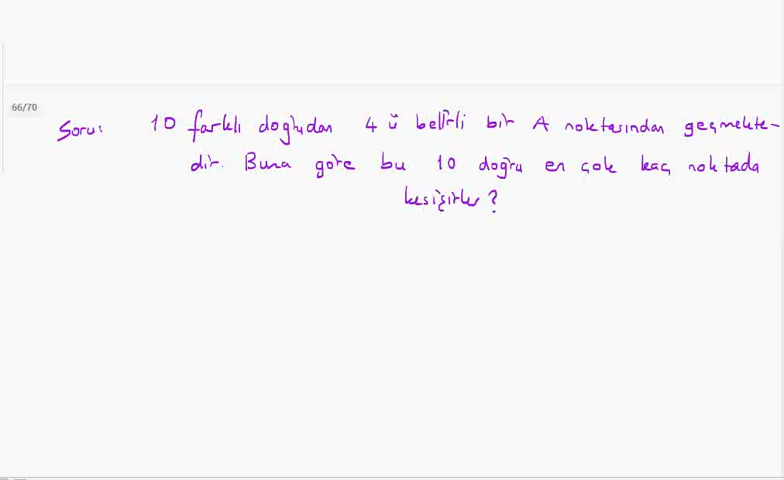 66/70
Soru: 10 farklı doğrudan 4 ü belirli bir A noktasından geçmekte-
dir. Buna göre bu 10 doğru en çok kaç noktada
kesişirler?